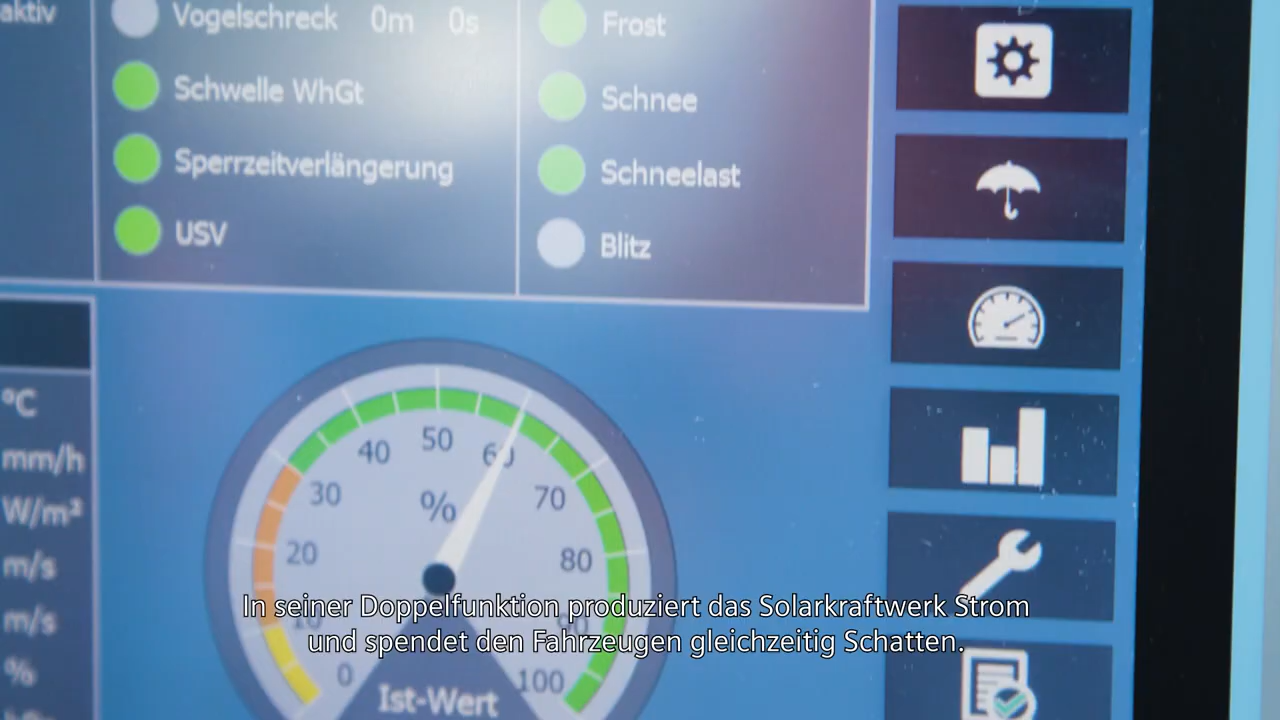 aktiv
Vogelschreck 0m 0s
Schwelle WhGt
Sperrzeitverlängerung
USV
Frost
Schnee
Schneelast
Blitz
°C
mm/h
W/m²
m/s
m/s
%
0
10
20
30
40
50
60
70
80
90
100
%
Ist-Wert
In seiner Doppelfunktion produziert das Solarkraftwerk Strom
und spendet den Fahrzeugen gleichzeitig Schatten.